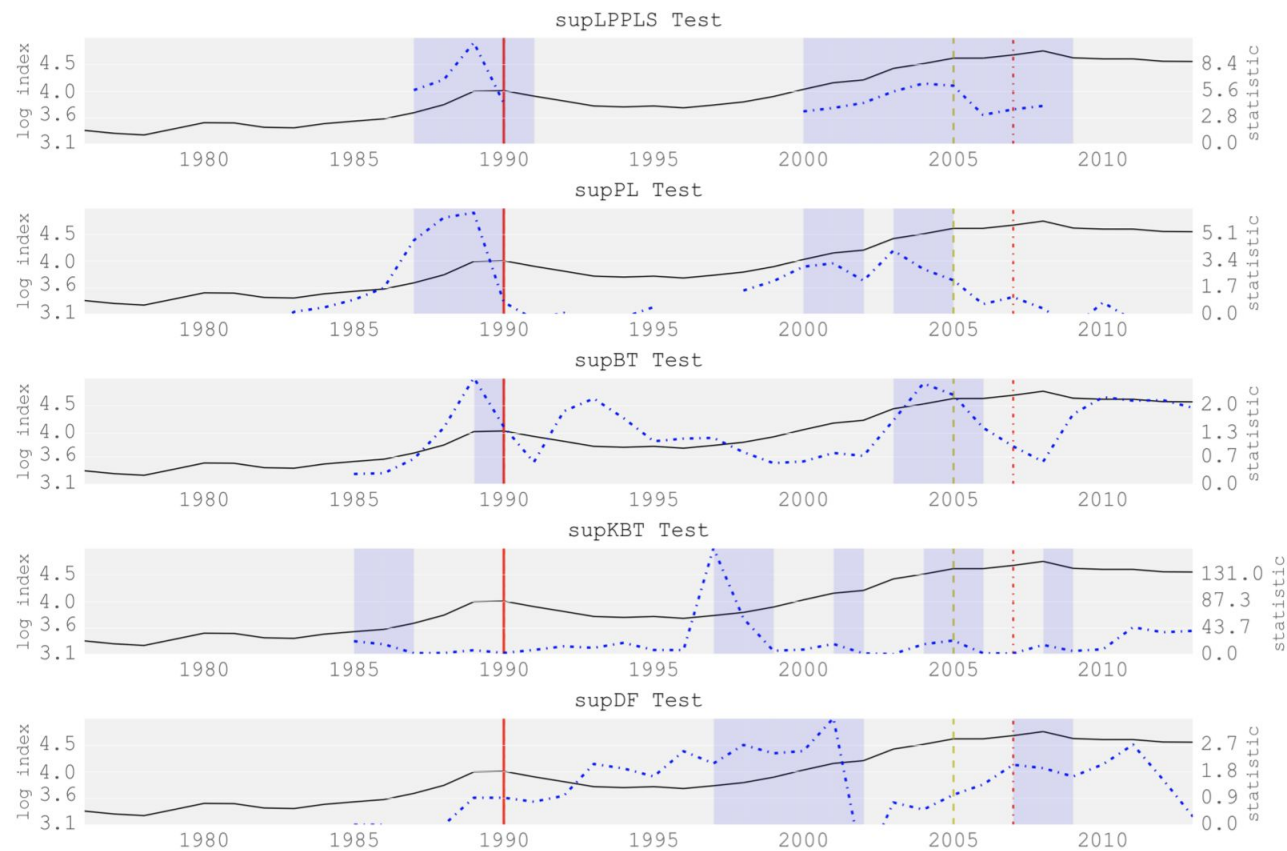 supLPPLS Test
log index
4.5
4.0
3.6
3.1
8.4
5.6
2.8
0.0
statistic
1980 1985 1990 1995 2000 2005 2010
supPL Test
log index
4.5
4.0
3.6
3.1
5.1
3.4
1.7
0.0
statistic
1980 1985 1990 1995 2000 2005 2010
supBT Test
log index
4.5
4.0
3.6
3.1
2.0
1.3
0.7
0.0
statistic
1980 1985 1990 1995 2000 2005 2010
supKBT Test
log index
4.5
4.0
3.6
3.1
131.0
87.3
43.7
0.0
statistic
1980 1985 1990 1995 2000 2005 2010
supDF Test
log index
4.5
4.0
3.6
3.1
2.7
1.8
0.9
0.0
statistic
1980 1985 1990 1995 2000 2005 2010